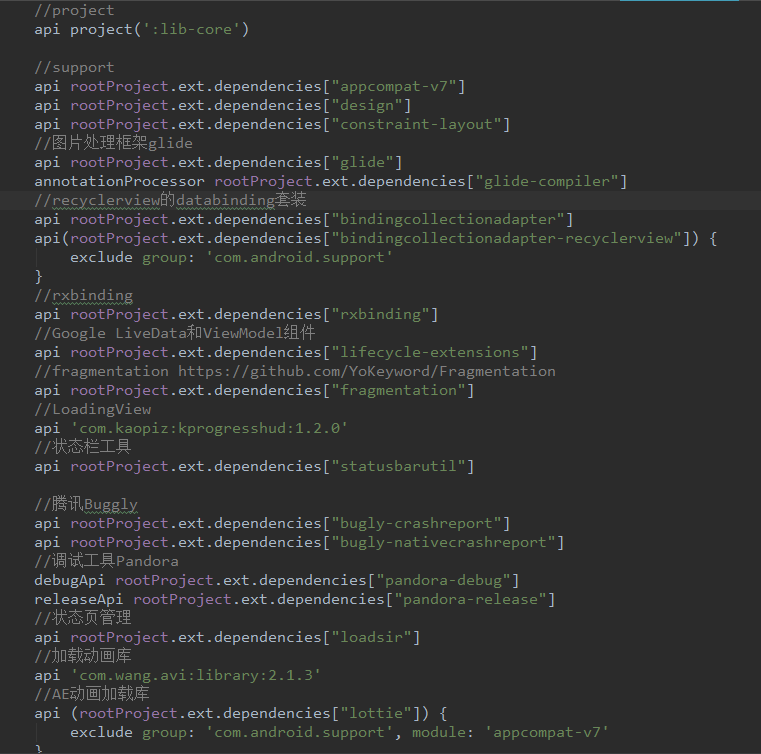 //project
api project(':lib-core')
//support
api rootProject.ext.dependencies["appcompat-v7"]
api rootProject.ext.dependencies["design"]
api rootProject.ext.dependencies["constraint-layout"]
//图片处理框架glide
api rootProject.ext.dependencies["glide"]
annotationProcessor rootProject.ext.dependencies["glide-compiler"]
//recyclerview的databinding套装
api rootProject.ext.dependencies["bindingcollectionadapter"]
api(rootProject.ext.dependencies["bindingcollectionadapter-recyclerview"]) {
exclude group: 'com.android.support'
}
//rxbinding
api rootProject.ext.dependencies["rxbinding"]
//Google LiveData和ViewModel组件
api rootProject.ext.dependencies["lifecycle-extensions"]
//fragmentation https://github.com/YoKeyword/Fragmentation
api rootProject.ext.dependencies["fragmentation"]
//LoadingView
api 'com.kaopiz:kprogresshud:1.2.0'
//状态栏工具
api rootProject.ext.dependencies["statusbarutil"]
//腾讯Buggly
api rootProject.ext.dependencies["bugly-crashreport"]
api rootProject.ext.dependencies["bugly-nativecrashreport"]
//调试工具Pandora
debugApi rootProject.ext.dependencies["pandora-debug"]
releaseApi rootProject.ext.dependencies["pandora-release"]
//状态页管理
api rootProject.ext.dependencies["loadsir"]
//加载动画库
api 'com.wang.avi:library:2.1.3'
//AE动画加载库
api (rootProject.ext.dependencies["lottie"]) {
exclude group: 'com.android.support', module: 'appcompat-v7'
}